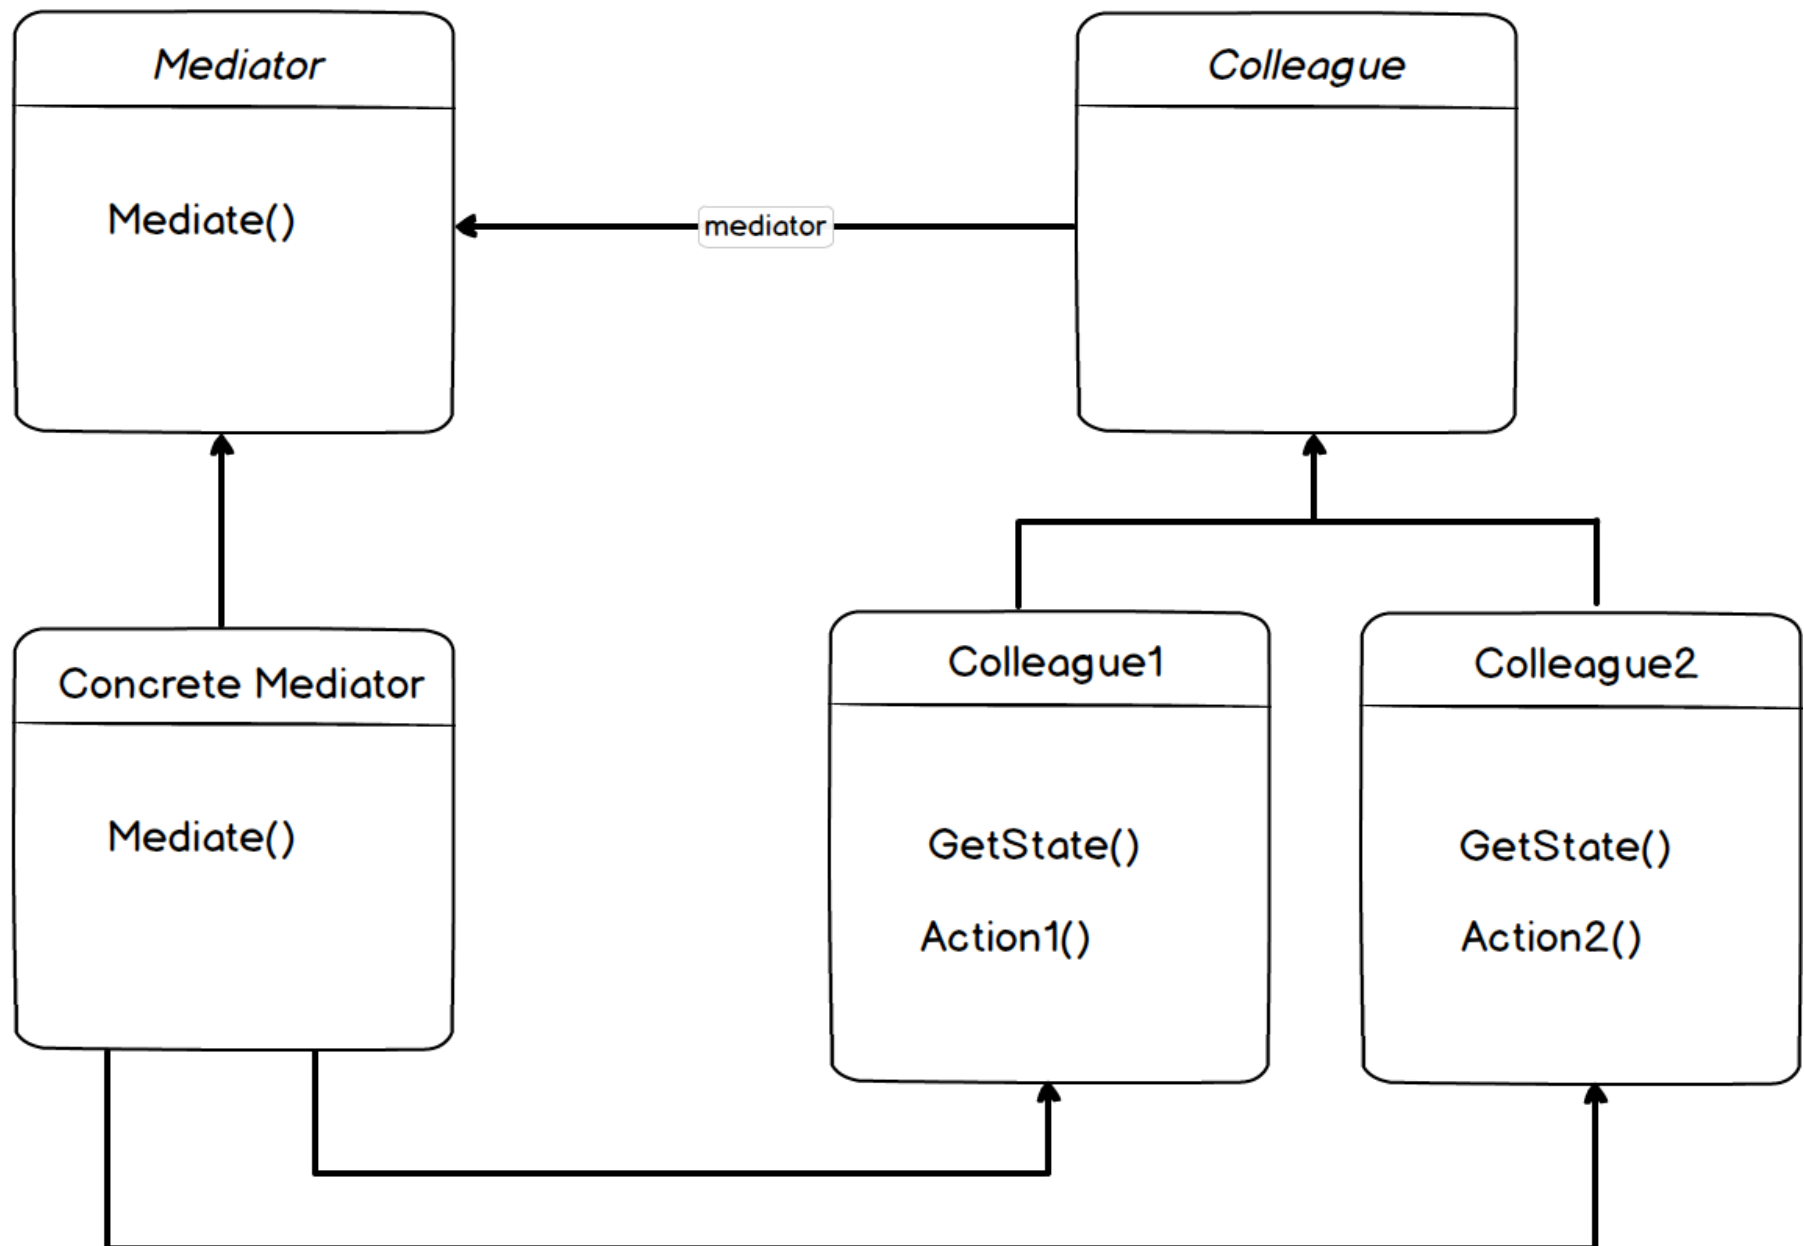 Mediator
Mediate()
mediator
Colleague
Concrete Mediator
Mediate()
Colleague1
GetState()
Action1()
Colleague2
GetState()
Action2()